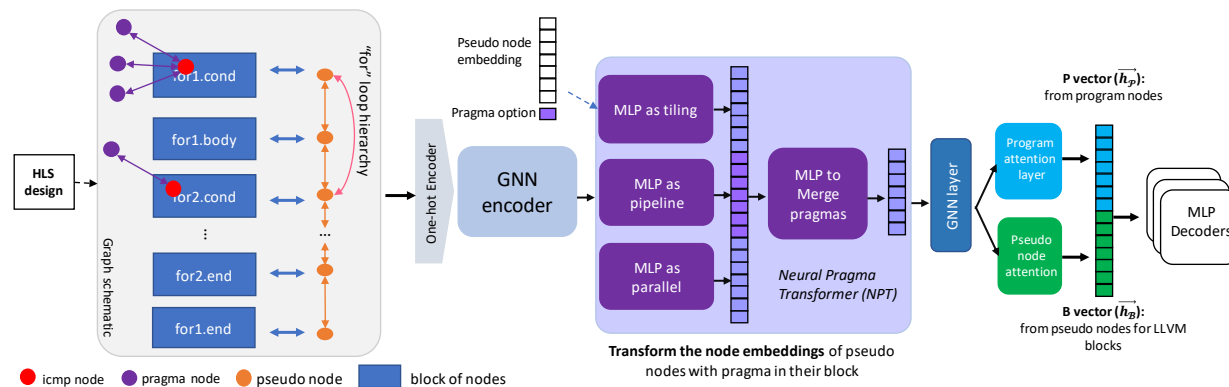 HLS
design
Graph schematic
for1.cond
for1.body
for2.cond
...
for2.end
for1.end
...
"for" loop hierarchy
icmp node
pragma node
pseudo node
block of nodes
One-hot Encoder
GNN
encoder
Pseudo node
embedding
Pragma option
MLP as tiling
MLP as
pipeline
MLP as
parallel
MLP to
Merge
pragmas
Neural Pragma
Transformer (NPT)
Transform the node embeddings of pseudo
nodes with pragma in their block
GNN layer
P vector (h⃗_𝒫):
from program nodes
Program
attention
layer
Pseudo
node
attention
B vector (h⃗_ℬ):
from pseudo nodes for LLVM
blocks
MLP
Decoders